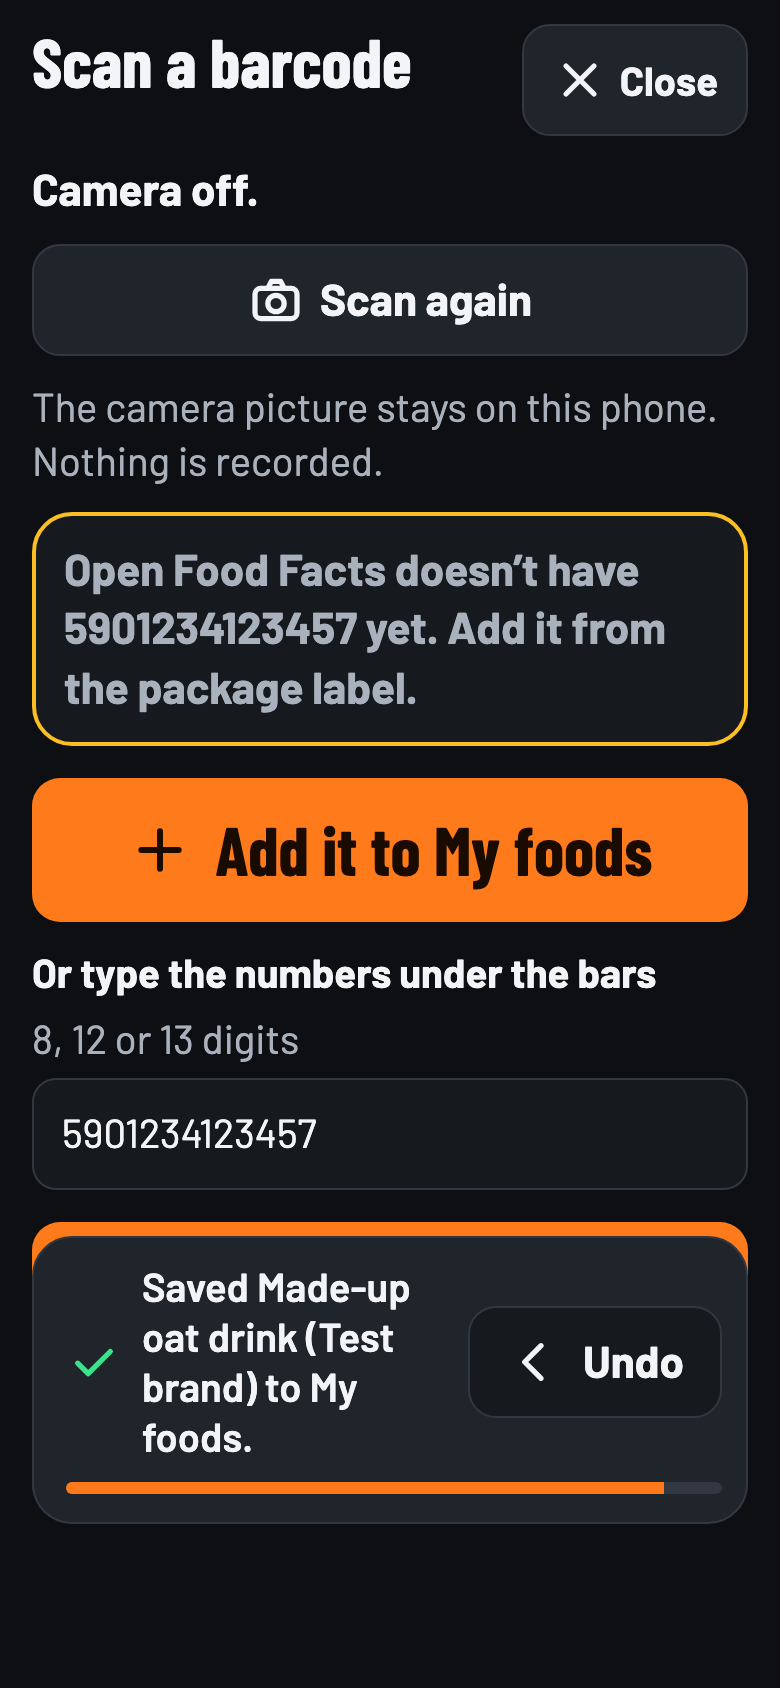 Scan a barcode
Close
Camera off.
Scan again
The camera picture stays on this phone.
Nothing is recorded.
Open Food Facts doesn’t have
5901234123457 yet. Add it from
the package label.
Add it to My foods
Or type the numbers under the bars
8, 12 or 13 digits
5901234123457
Saved Made-up
oat drink (Test
brand) to My
foods.
Undo